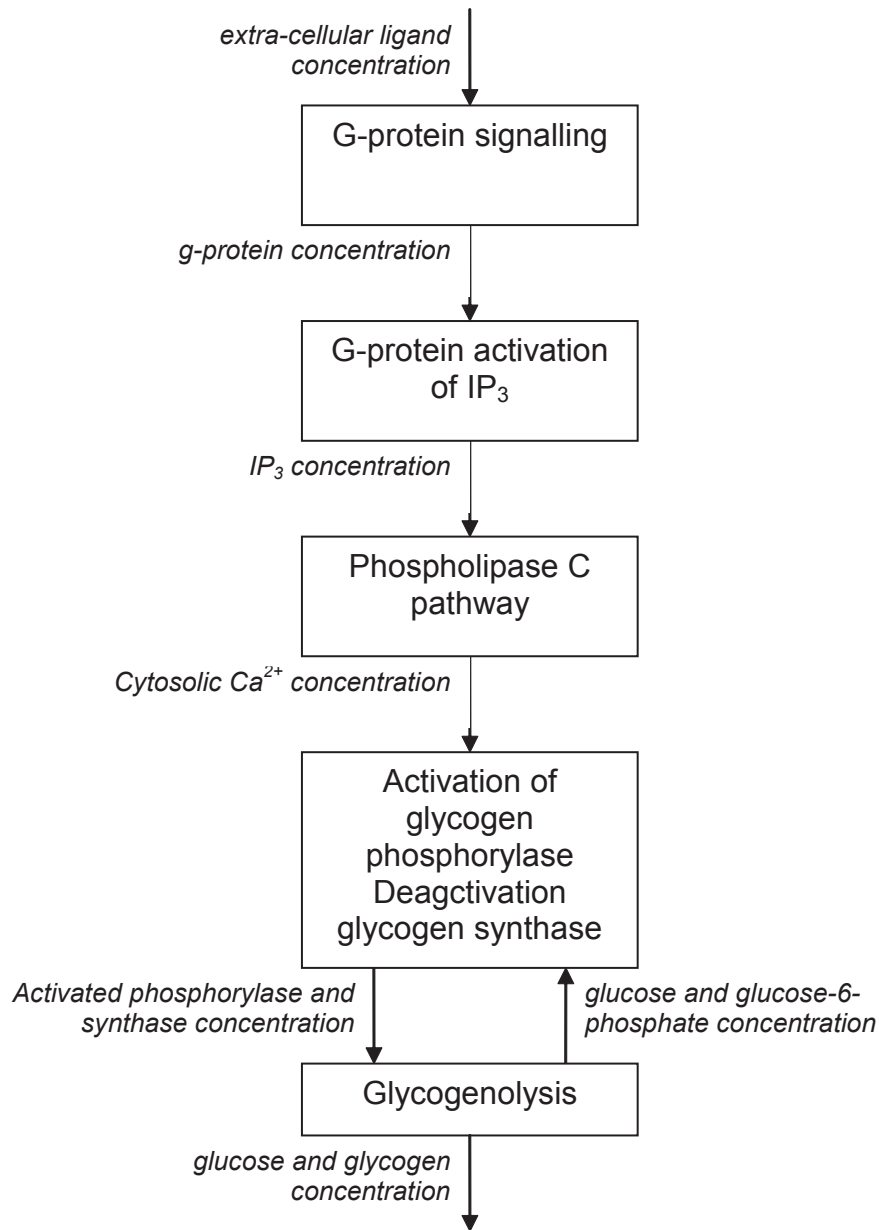 extra-cellular ligand
concentration
G-protein signalling
g-protein concentration
G-protein activation
of IP₃
IP₃ concentration
Phospholipase C
pathway
Cytosolic Ca²⁺ concentration
Activation of
glycogen
phosphorylase
Deagctivation
glycogen synthase
Activated phosphorylase and
synthase concentration
glucose and glucose-6-
phosphate concentration
Glycogenolysis
glucose and glycogen
concentration